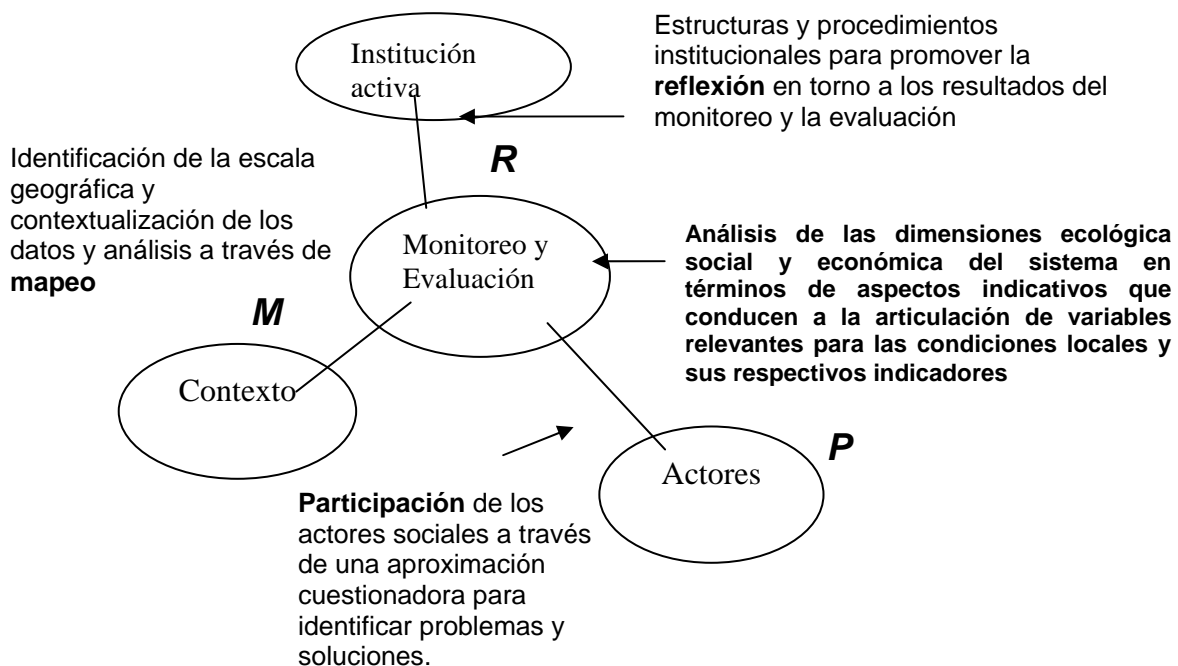 Institución
activa
Estructuras y procedimientos
institucionales para promover la
reflexión en torno a los resultados del
monitoreo y la evaluación
R
Identificación de la escala
geográfica y
contextualización de los
datos y análisis a través de
mapeo
Monitoreo y
Evaluación
Análisis de las dimensiones ecológica
social y económica del sistema en
términos de aspectos indicativos que
conducen a la articulación de variables
relevantes para las condiciones locales y
sus respectivos indicadores
M
Contexto
P
Actores
Participación de los
actores sociales a través
de una aproximación
cuestionadora para
identificar problemas y
soluciones.